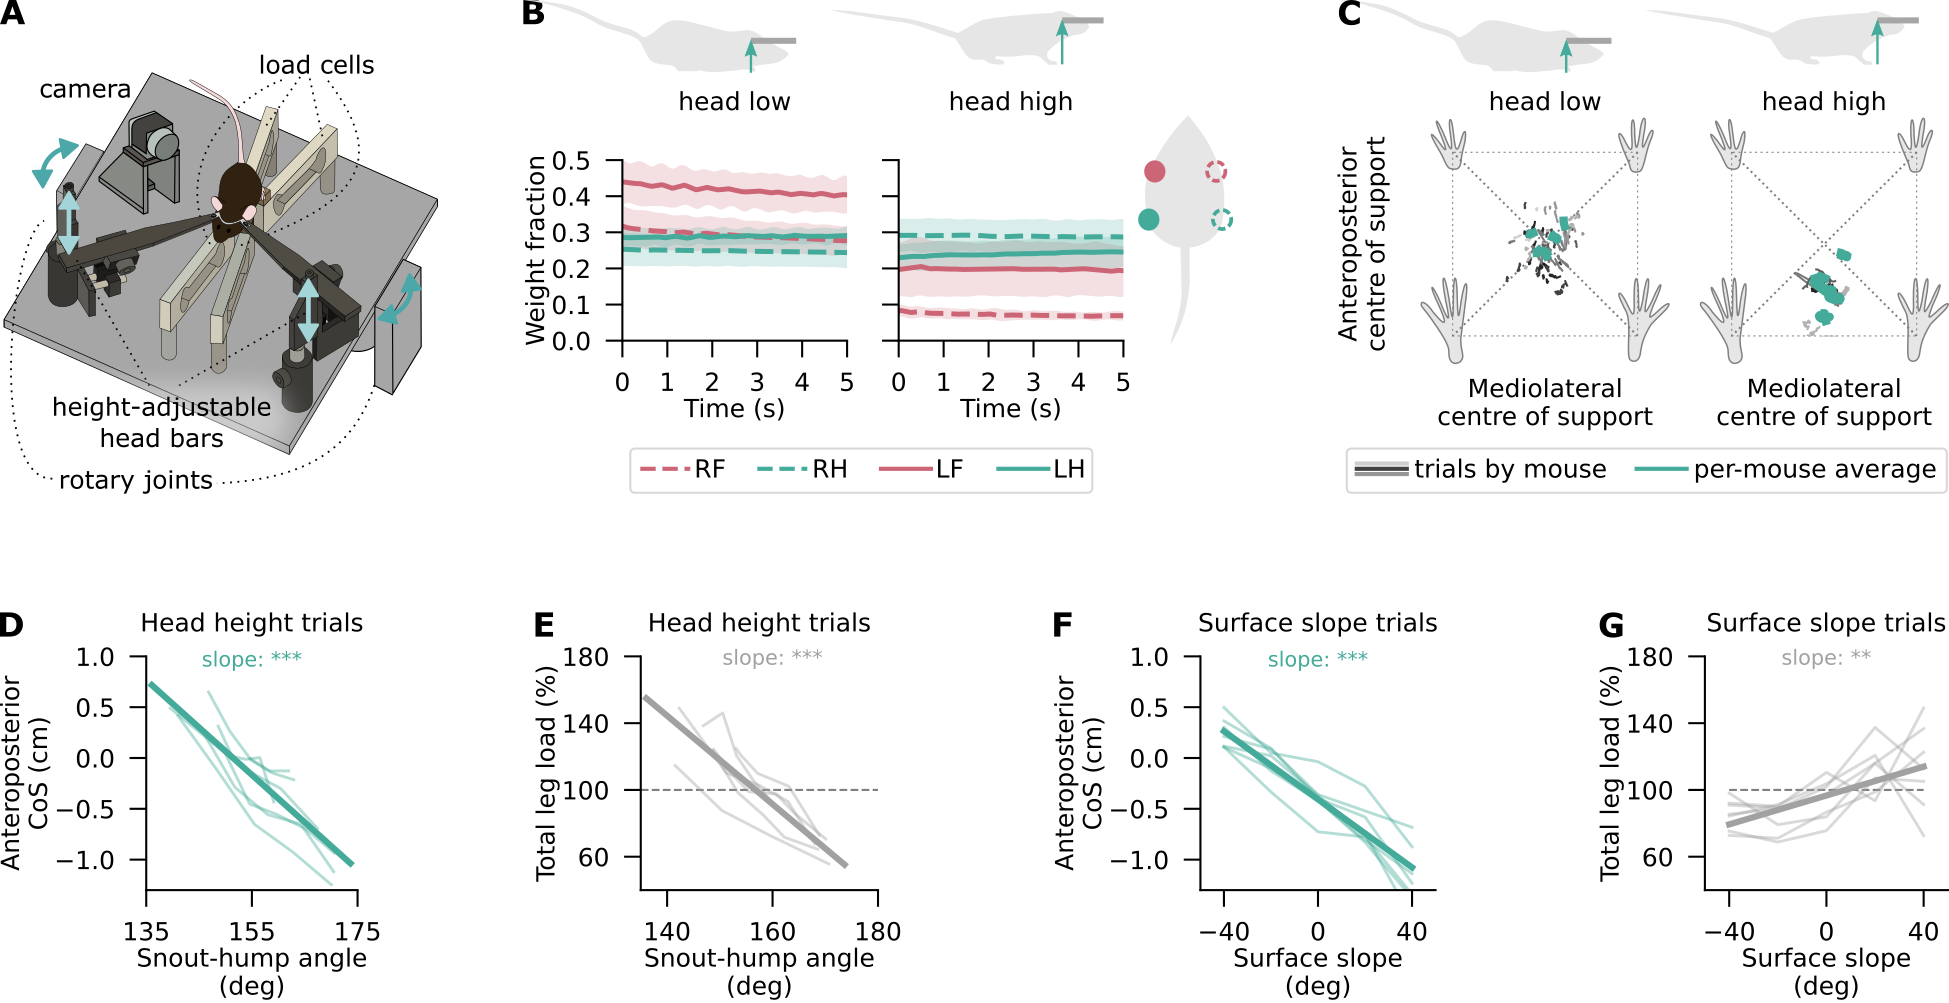 A
camera
load cells
height-adjustable
head bars
rotary joints
B
head low
head high
Weight fraction
0.5
0.4
0.3
0.2
0.1
0.0
0 1 2 3 4 5
Time (s)
0 1 2 3 4 5
Time (s)
RF RH LF LH
C
head low
head high
Anteroposterior
centre of support
Mediolateral
centre of support
Mediolateral
centre of support
trials by mouse per-mouse average
D
Head height trials
slope: ***
Anteroposterior
CoS (cm)
1.0
0.5
0.0
−0.5
−1.0
135 155 175
Snout-hump angle
(deg)
E
Head height trials
slope: ***
Total leg load (%)
180
140
100
60
140 160 180
Snout-hump angle
(deg)
F
Surface slope trials
slope: ***
Anteroposterior
CoS (cm)
1.0
0.5
0.0
−0.5
−1.0
−40 0 40
Surface slope
(deg)
G
Surface slope trials
slope: **
Total leg load (%)
180
140
100
60
−40 0 40
Surface slope
(deg)